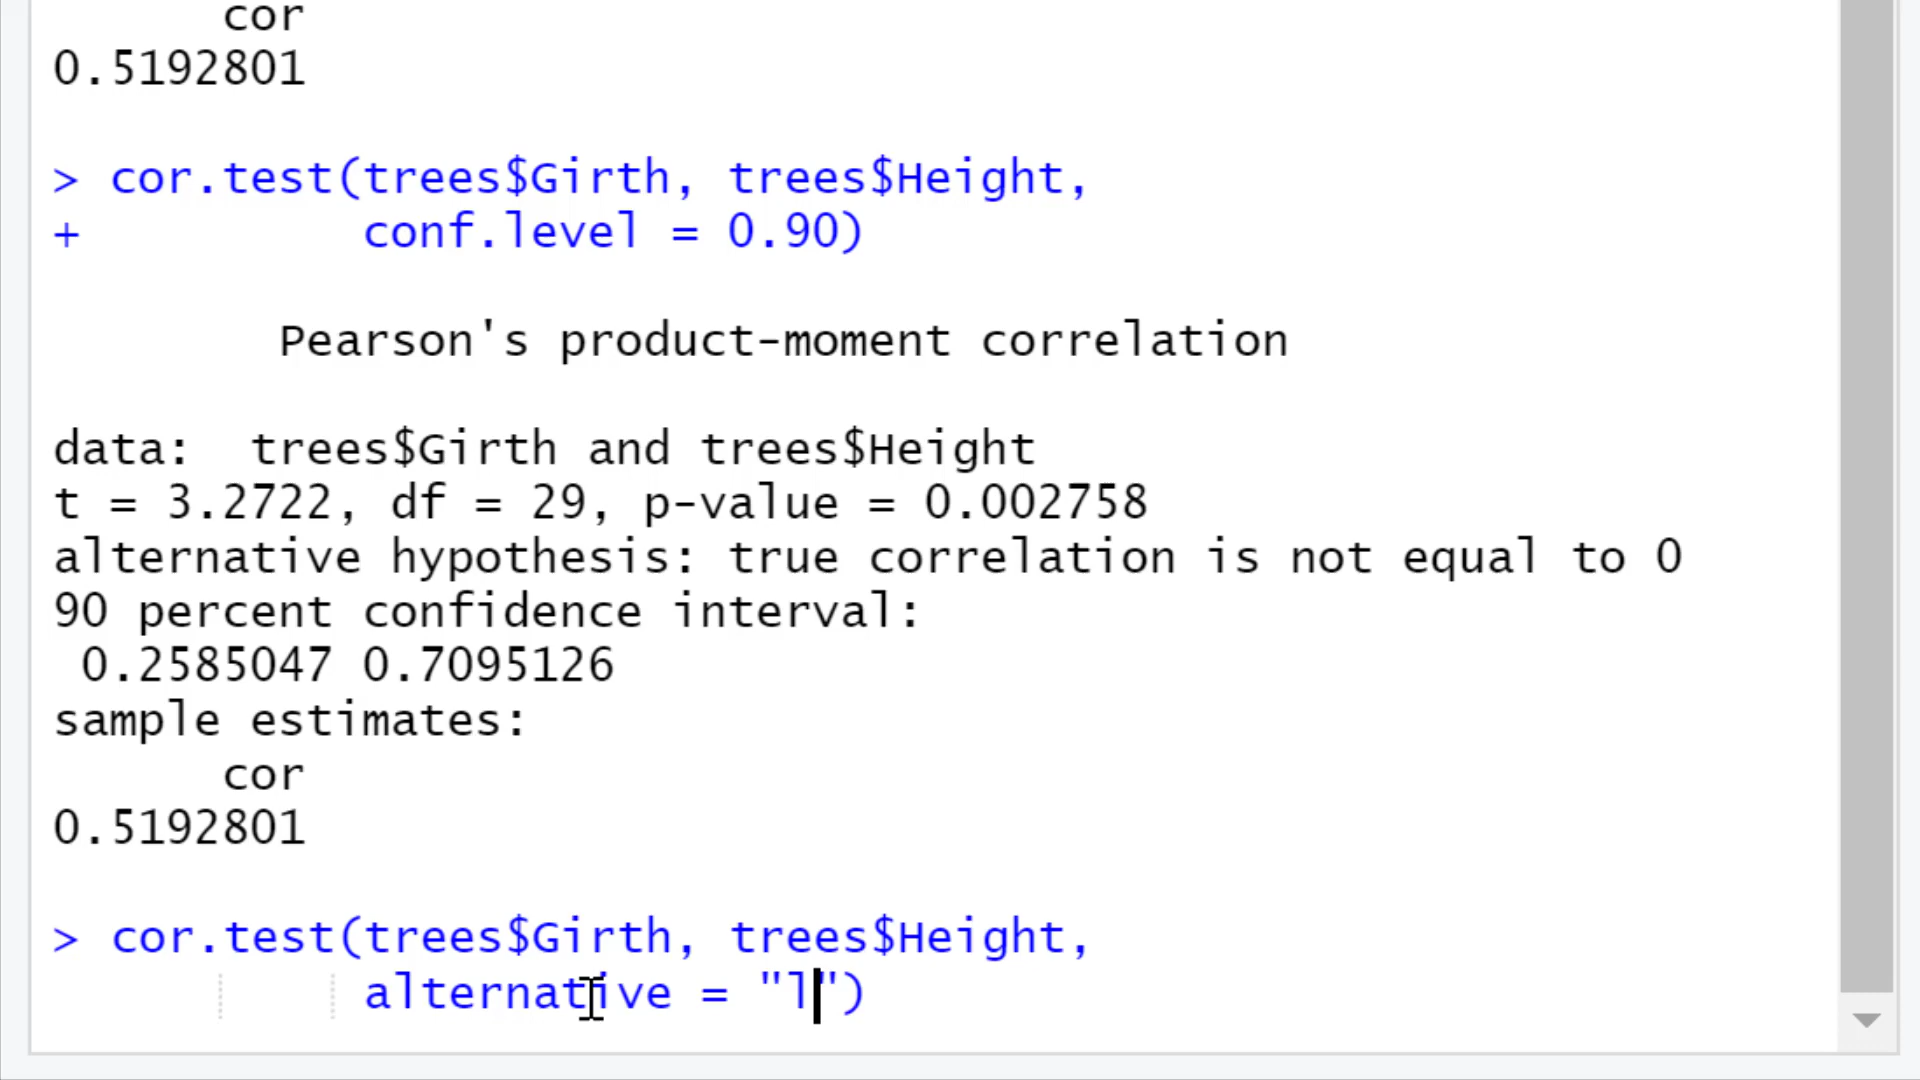 cor
0.5192801
> cor.test(trees$Girth, trees$Height,
+          conf.level = 0.90)
Pearson's product-moment correlation
data:  trees$Girth and trees$Height
t = 3.2722, df = 29, p-value = 0.002758
alternative hypothesis: true correlation is not equal to 0
90 percent confidence interval:
 0.2585047 0.7095126
sample estimates:
      cor
0.5192801
> cor.test(trees$Girth, trees$Height,
           alternative = "l")